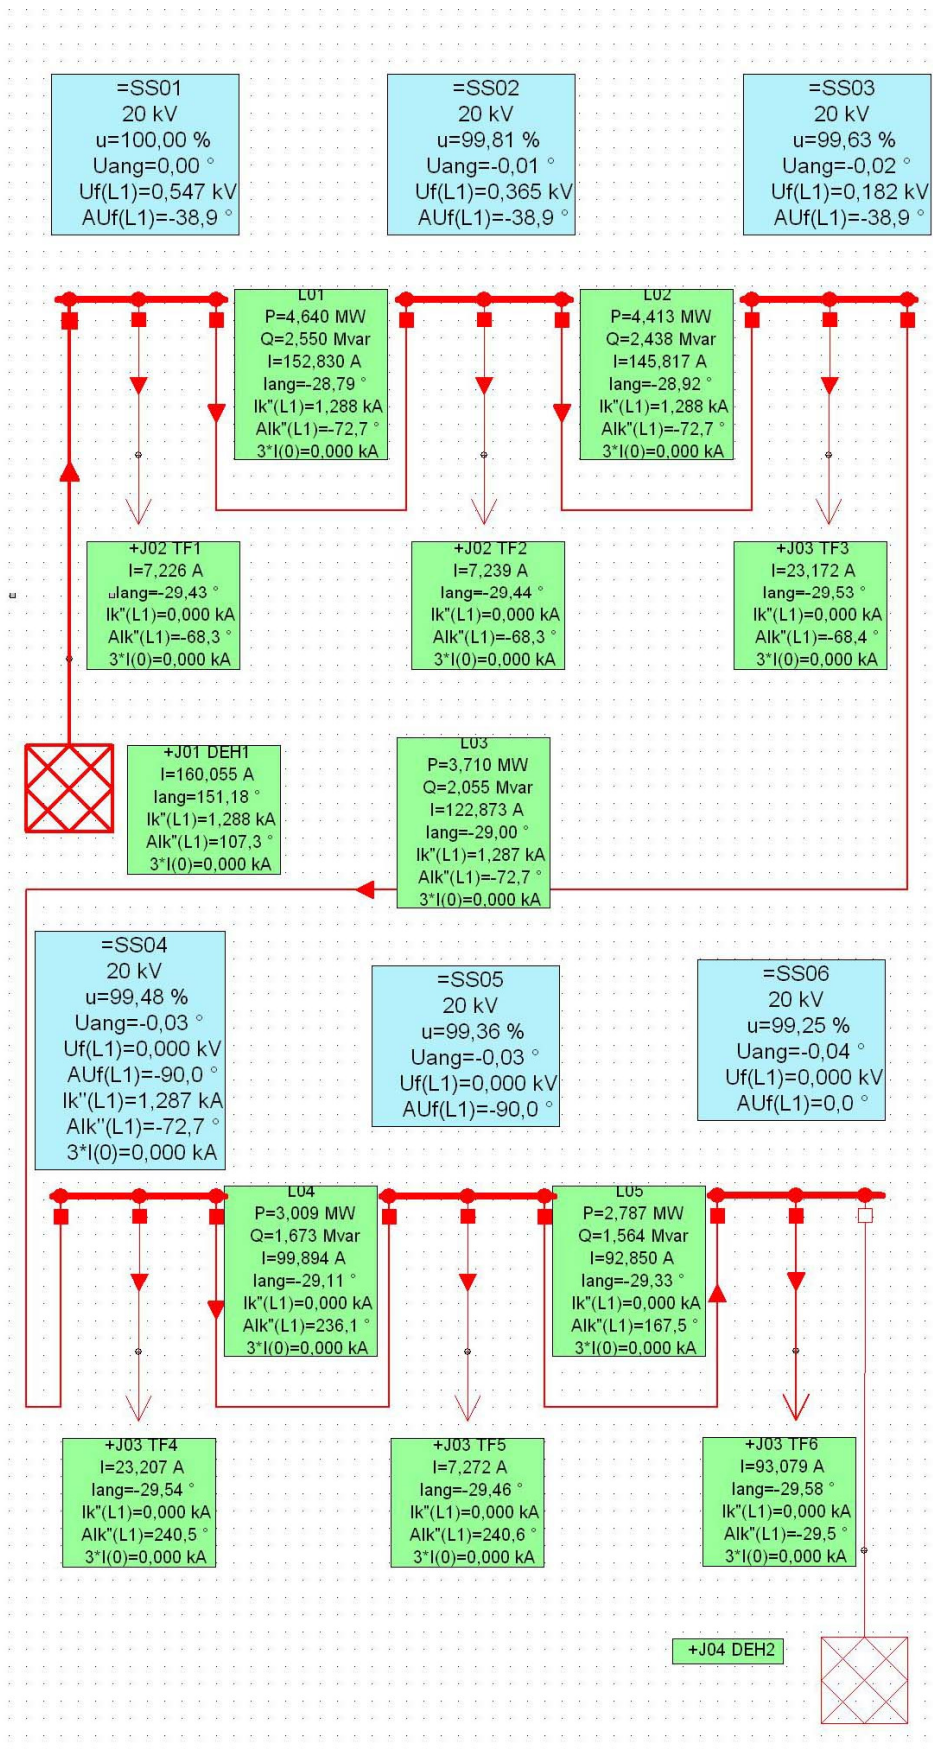 =SS01
20 kV
u=100,00 %
Uang=0,00 °
Uf(L1)=0,547 kV
AUf(L1)=-38,9 °
=SS02
20 kV
u=99,81 %
Uang=-0,01 °
Uf(L1)=0,365 kV
AUf(L1)=-38,9 °
=SS03
20 kV
u=99,63 %
Uang=-0,02 °
Uf(L1)=0,182 kV
AUf(L1)=-38,9 °
L01
P=4,640 MW
Q=2,550 Mvar
I=152,830 A
Iang=-28,79 °
Ik"(L1)=1,288 kA
AIk"(L1)=-72,7 °
3*I(0)=0,000 kA
L02
P=4,413 MW
Q=2,438 Mvar
I=145,817 A
Iang=-28,92 °
Ik"(L1)=1,288 kA
AIk"(L1)=-72,7 °
3*I(0)=0,000 kA
+J02 TF1
I=7,226 A
Iang=-29,43 °
Ik"(L1)=0,000 kA
AIk"(L1)=-68,3 °
3*I(0)=0,000 kA
+J02 TF2
I=7,239 A
Iang=-29,44 °
Ik"(L1)=0,000 kA
AIk"(L1)=-68,3 °
3*I(0)=0,000 kA
+J03 TF3
I=23,172 A
Iang=-29,53 °
Ik"(L1)=0,000 kA
AIk"(L1)=-68,4 °
3*I(0)=0,000 kA
+J01 DEH1
I=160,055 A
Iang=151,18 °
Ik"(L1)=1,288 kA
AIk"(L1)=107,3 °
3*I(0)=0,000 kA
L03
P=3,710 MW
Q=2,055 Mvar
I=122,873 A
Iang=-29,00 °
Ik"(L1)=1,287 kA
AIk"(L1)=-72,7 °
3*I(0)=0,000 kA
=SS04
20 kV
u=99,48 %
Uang=-0,03 °
Uf(L1)=0,000 kV
AUf(L1)=-90,0 °
Ik"(L1)=1,287 kA
AIk"(L1)=-72,7 °
3*I(0)=0,000 kA
=SS05
20 kV
u=99,36 %
Uang=-0,03 °
Uf(L1)=0,000 kV
AUf(L1)=-90,0 °
=SS06
20 kV
u=99,25 %
Uang=-0,04 °
Uf(L1)=0,000 kV
AUf(L1)=0,0 °
L04
P=3,009 MW
Q=1,673 Mvar
I=99,894 A
Iang=-29,11 °
Ik"(L1)=0,000 kA
AIk"(L1)=236,1 °
3*I(0)=0,000 kA
L05
P=2,787 MW
Q=1,564 Mvar
I=92,850 A
Iang=-29,33 °
Ik"(L1)=0,000 kA
AIk"(L1)=167,5 °
3*I(0)=0,000 kA
+J03 TF4
I=23,207 A
Iang=-29,54 °
Ik"(L1)=0,000 kA
AIk"(L1)=240,5 °
3*I(0)=0,000 kA
+J03 TF5
I=7,272 A
Iang=-29,46 °
Ik"(L1)=0,000 kA
AIk"(L1)=240,6 °
3*I(0)=0,000 kA
+J03 TF6
I=93,079 A
Iang=-29,58 °
Ik"(L1)=0,000 kA
AIk"(L1)=-29,5 °
3*I(0)=0,000 kA
+J04 DEH2